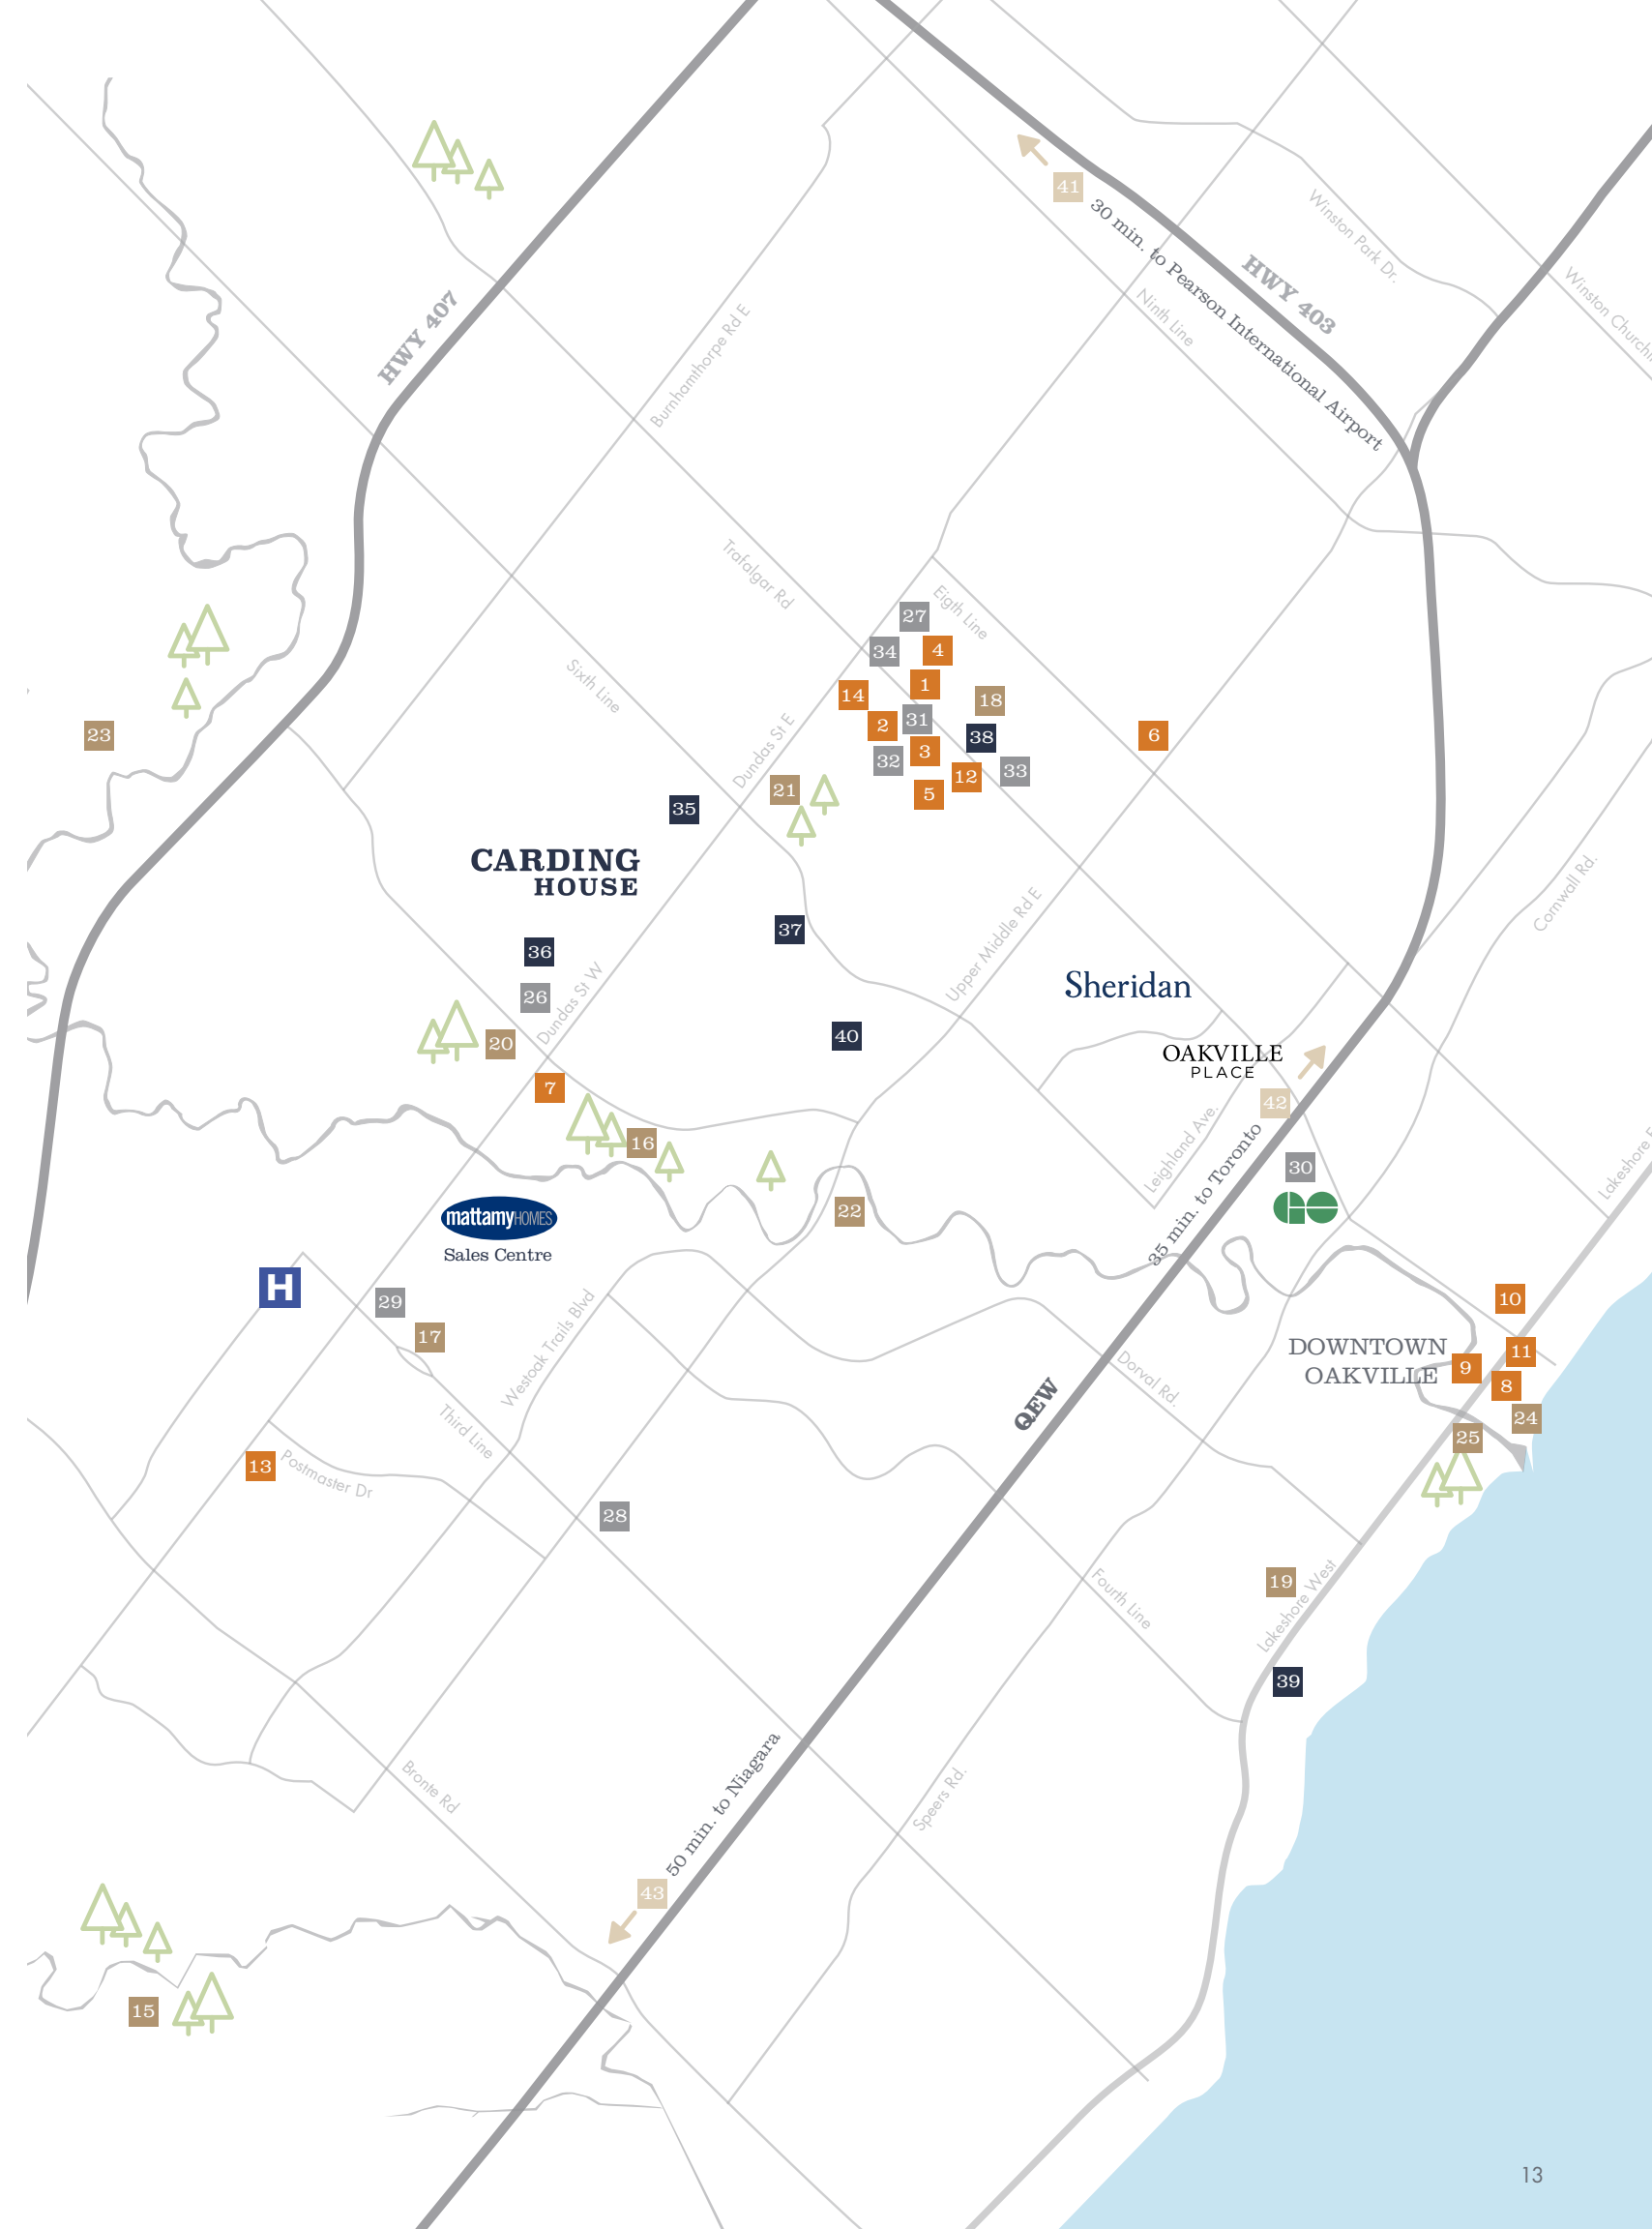 41
30 min. to Pearson International Airport
HWY 403
Winston Park Dr.
Ninth Line
HWY 407
Burnhamthorpe Rd E
Trafalgar Rd
Eigth Line
27
34
4
1
14
18
2
31
38
6
3
32
33
12
5
23
Sixth Line
Dundas St E
21
35
CARDING
HOUSE
37
36
26
Dundas St W
20
7
Upper Middle Rd E
Cornwall Rd.
Sheridan
40
OAKVILLE
PLACE
42
35 min. to Toronto
Leighland Ave.
30
16
22
mattamyHOMES
Sales Centre
H
29
17
Westoak Trails Blvd
Third Line
13
Postmaster Dr
28
QEW
Dorval Rd.
DOWNTOWN
OAKVILLE
10
11
9
8
24
25
19
Lakeshore West
Fourth Line
39
Bronte Rd
50 min. to Niagara
43
Speers Rd.
15
13